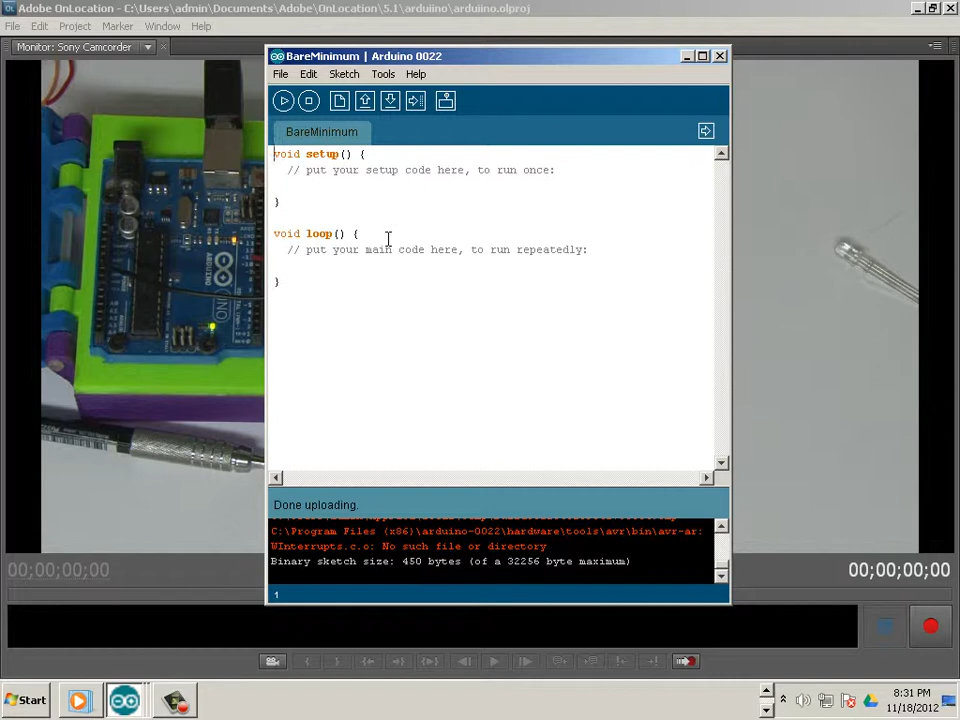 Adobe OnLocation - C:\Users\admin\Documents\Adobe\OnLocation\5.1\arduiino\arduiino.olproj
File Edit Project Marker Window Help
Monitor: Sony Camcorder
BareMinimum | Arduino 0022
File Edit Sketch Tools Help
BareMinimum
void setup() {
// put your setup code here, to run once:
}
void loop() {
// put your main code here, to run repeatedly:
}
ARDUINO
UNO
Done uploading.
C:\Program Files (x86)\arduino-0022\hardware\tools\avr\bin\avr-ar:
WInterrupts.c.o: No such file or directory
Binary sketch size: 450 bytes (of a 32256 byte maximum)
1
00;00;00;00
00;00;00;00
Start
8:31 PM
11/18/2012